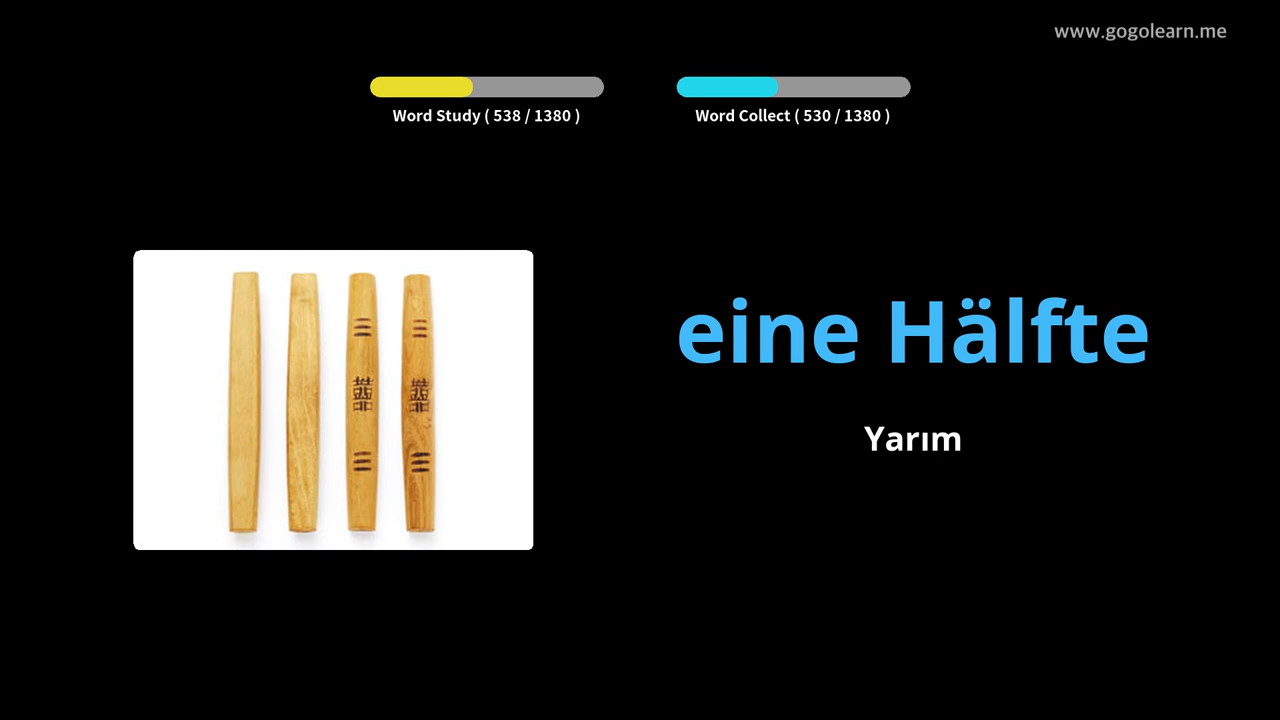 www.gogolearn.me
Word Study ( 538 / 1380 )
Word Collect ( 530 / 1380 )
eine Hälfte
Yarım